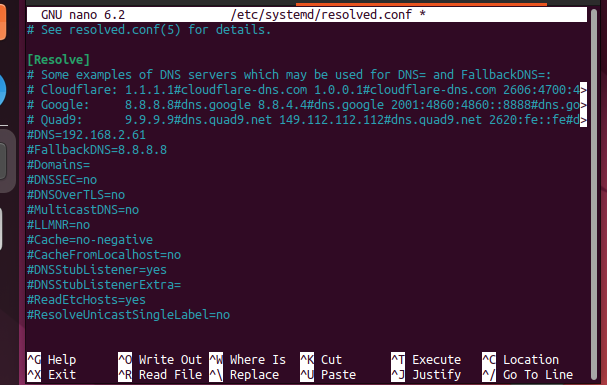 GNU nano 6.2 /etc/systemd/resolved.conf *
# See resolved.conf(5) for details.
[Resolve]
# Some examples of DNS servers which may be used for DNS= and FallbackDNS=:
# Cloudflare: 1.1.1.1#cloudflare-dns.com 1.0.0.1#cloudflare-dns.com 2606:4700:4>
# Google: 8.8.8.8#dns.google 8.8.4.4#dns.google 2001:4860:4860::8888#dns.go>
# Quad9: 9.9.9.9#dns.quad9.net 149.112.112.112#dns.quad9.net 2620:fe::fe#d>
#DNS=192.168.2.61
#FallbackDNS=8.8.8.8
#Domains=
#DNSSEC=no
#DNSOverTLS=no
#MulticastDNS=no
#LLMNR=no
#Cache=no-negative
#CacheFromLocalhost=no
#DNSStubListener=yes
#DNSStubListenerExtra=
#ReadEtcHosts=yes
#ResolveUnicastSingleLabel=no
^G Help ^O Write Out ^W Where Is ^K Cut ^T Execute ^C Location
^X Exit ^R Read File ^\ Replace ^U Paste ^J Justify ^/ Go To Line